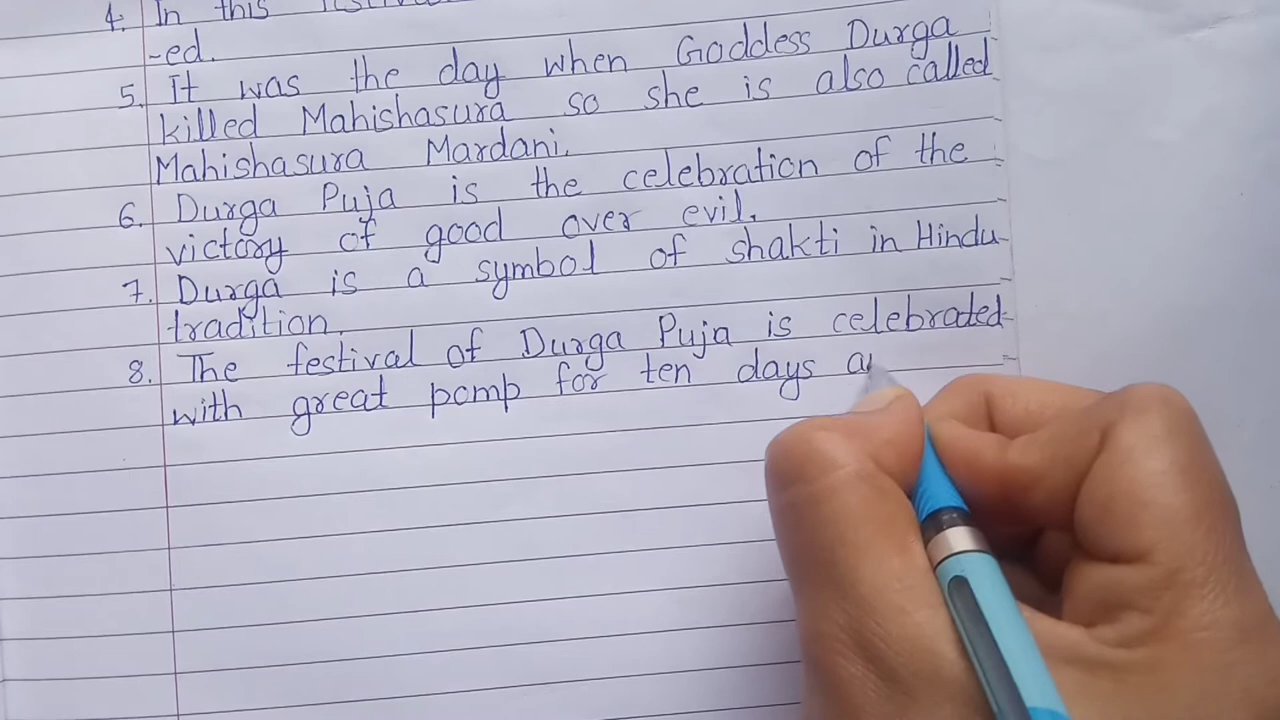 4. In this
-ed.
5. It was the day when Goddess Durga
killed Mahishasura so she is also called
Mahishasura Mardani.
6. Durga Puja is the celebration of the
victory of good over evil.
7. Durga is a symbol of shakti in Hindu
tradition.
8. The festival of Durga Puja is celebrated
with great pomp for ten days